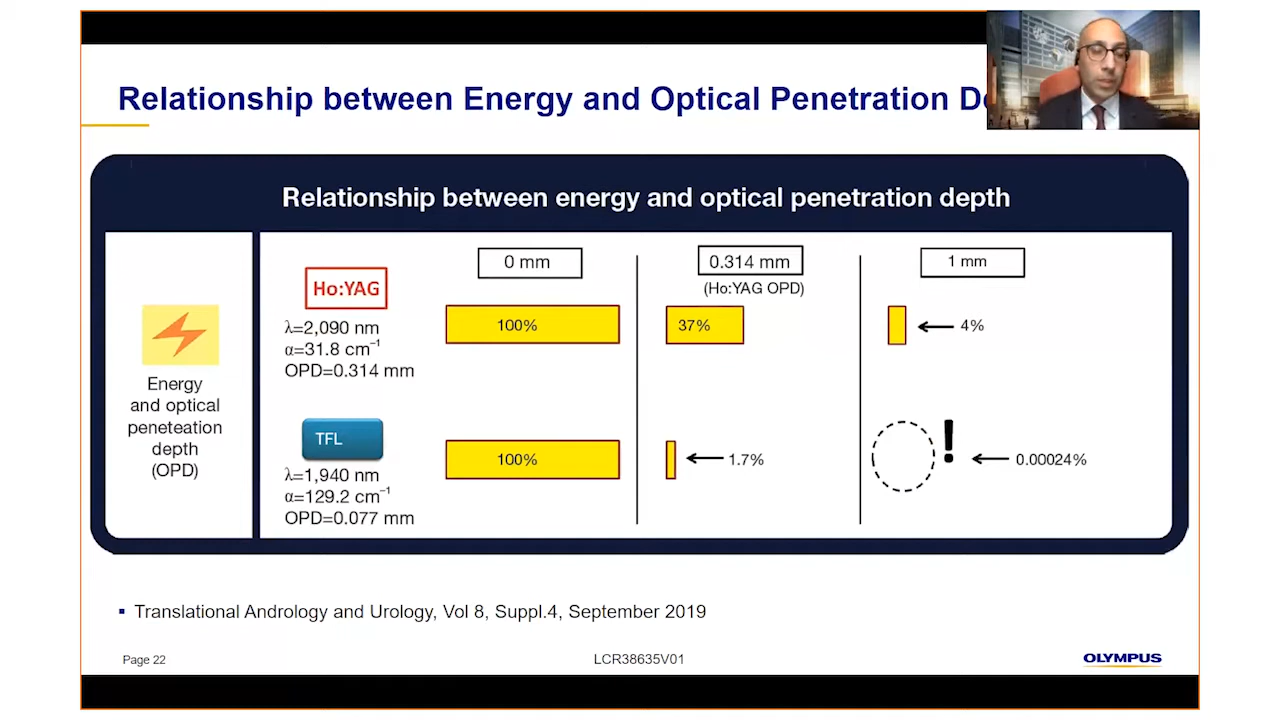 Relationship between Energy and Optical Penetration
Relationship between energy and optical penetration depth
Energy
and optical
peneteation
depth
(OPD)
Ho:YAG
λ=2,090 nm
α=31.8 cm⁻¹
OPD=0.314 mm
0 mm
0.314 mm
(Ho:YAG OPD)
1 mm
100%
37%
4%
TFL
λ=1,940 nm
α=129.2 cm⁻¹
OPD=0.077 mm
100%
1.7%
!
0.00024%
▪ Translational Andrology and Urology, Vol 8, Suppl.4, September 2019
Page 22
LCR38635V01
OLYMPUS